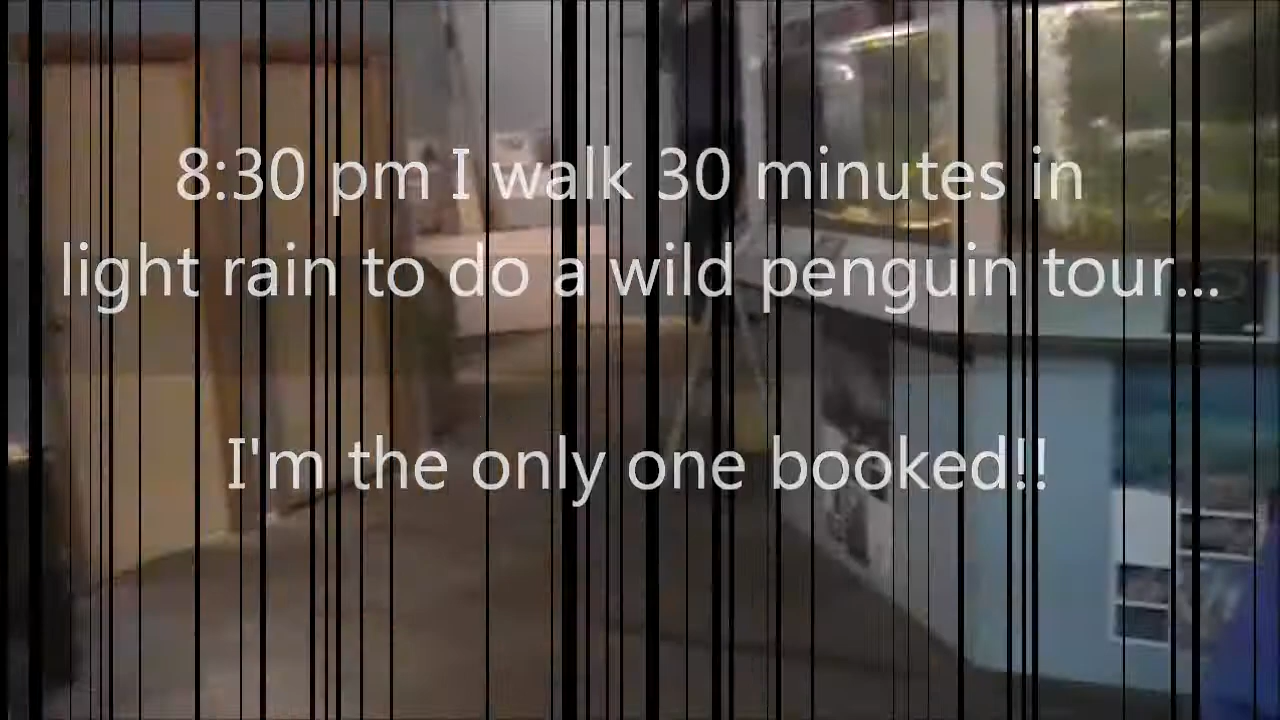 8:30 pm I walk 30 minutes in
light rain to do a wild penguin tour...
I'm the only one booked!!